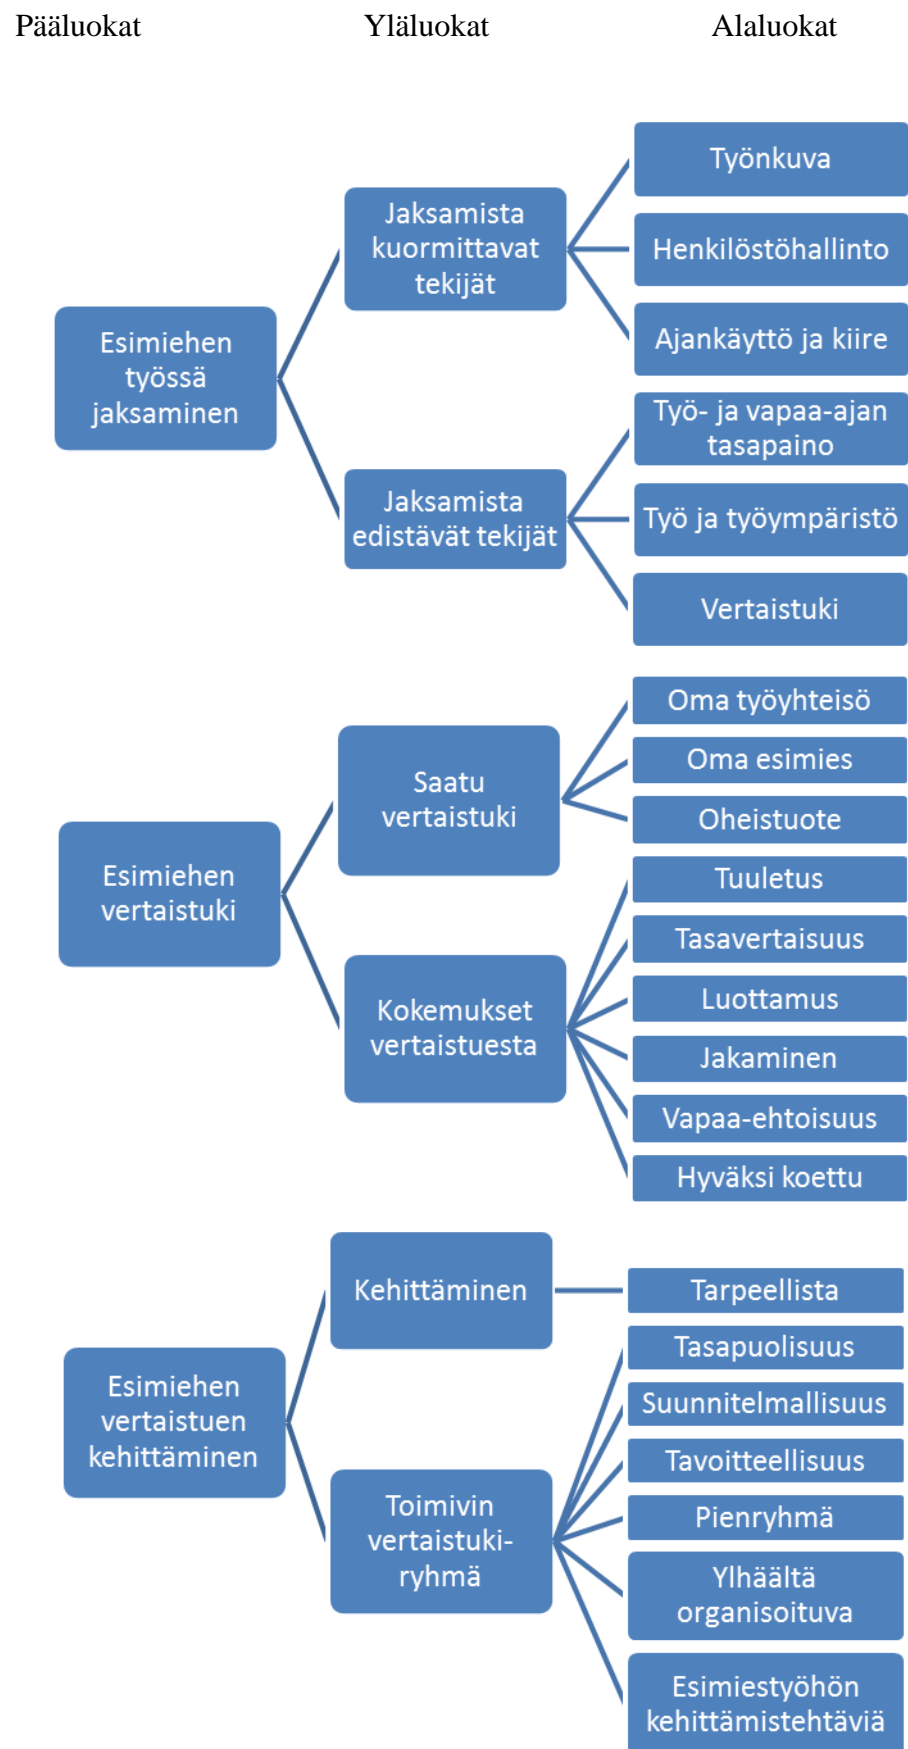 Pääluokat
Yläluokat
Alaluokat
Esimiehen
työssä
jaksaminen
Jaksamista
kuormittavat
tekijät
Työnkuva
Henkilöstöhallinto
Ajankäyttö ja kiire
Jaksamista
edistävät tekijät
Työ- ja vapaa-ajan
tasapaino
Työ ja työympäristö
Vertaistuki
Esimiehen
vertaistuki
Saatu
vertaistuki
Oma työyhteisö
Oma esimies
Oheistuote
Kokemukset
vertaistuesta
Tuuletus
Tasavertaisuus
Luottamus
Jakaminen
Vapaa-ehtoisuus
Hyväksi koettu
Esimiehen
vertaistuen
kehittäminen
Kehittäminen
Tarpeellista
Toimivin
vertaistuki-
ryhmä
Tasapuolisuus
Suunnitelmallisuus
Tavoitteellisuus
Pienryhmä
Ylhäältä
organisoituva
Esimiestyöhön
kehittämistehtäviä